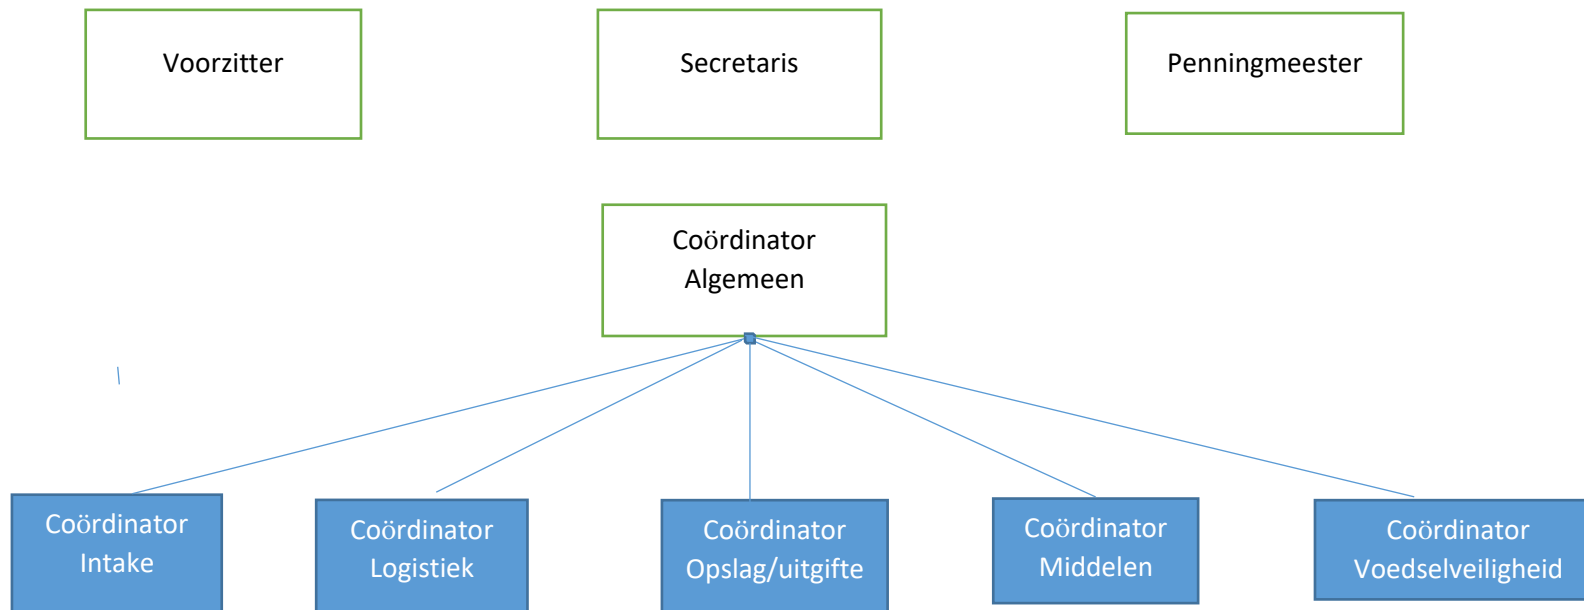 Voorzitter
Secretaris
Penningmeester
Coördinator
Algemeen
Coördinator
Intake
Coördinator
Logistiek
Coördinator
Opslag/uitgifte
Coördinator
Middelen
Coördinator
Voedselveiligheid